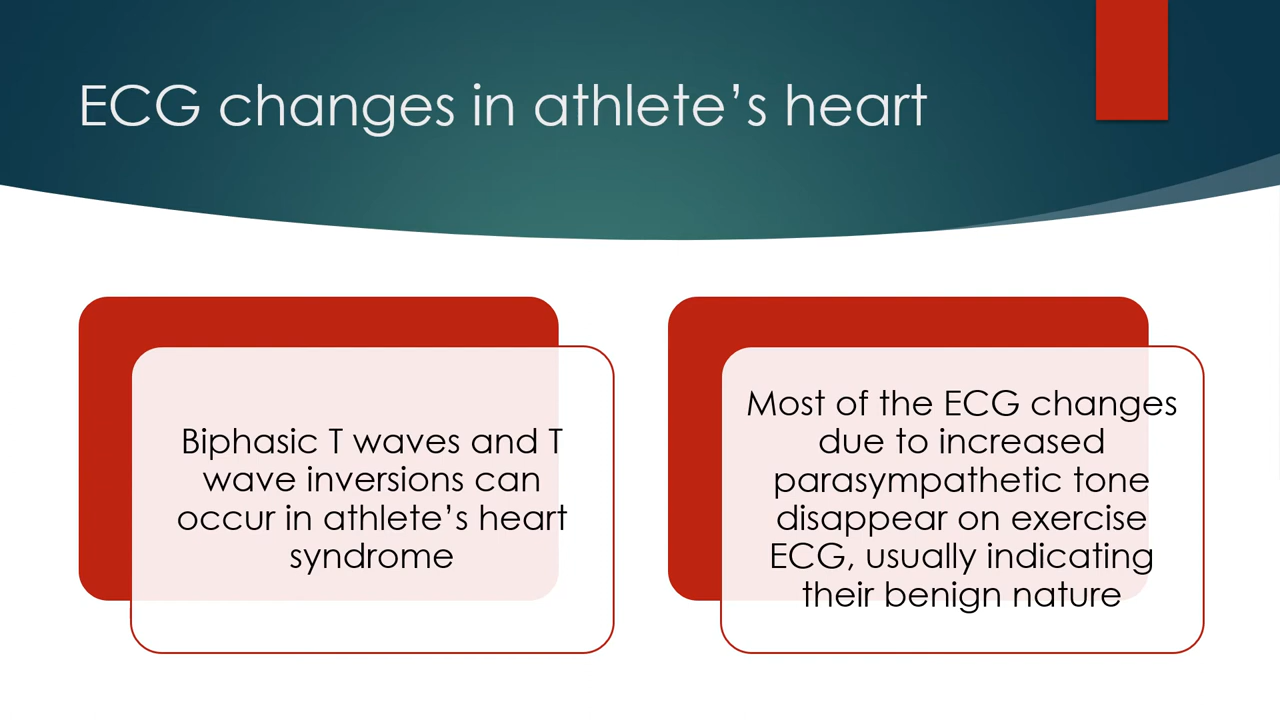 ECG changes in athlete’s heart
Biphasic T waves and T
wave inversions can
occur in athlete’s heart
syndrome
Most of the ECG changes
due to increased
parasympathetic tone
disappear on exercise
ECG, usually indicating
their benign nature